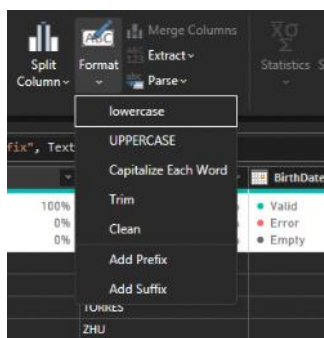 Merge Columns
Split Column
ABC
Format
Extract
Parse
Statistics
lowercase
UPPERCASE
Capitalize Each Word
Trim
Clean
Add Prefix
Add Suffix
fix", Text
BirthDate
100%
0%
0%
Valid
Error
Empty
TORRES
ZHU